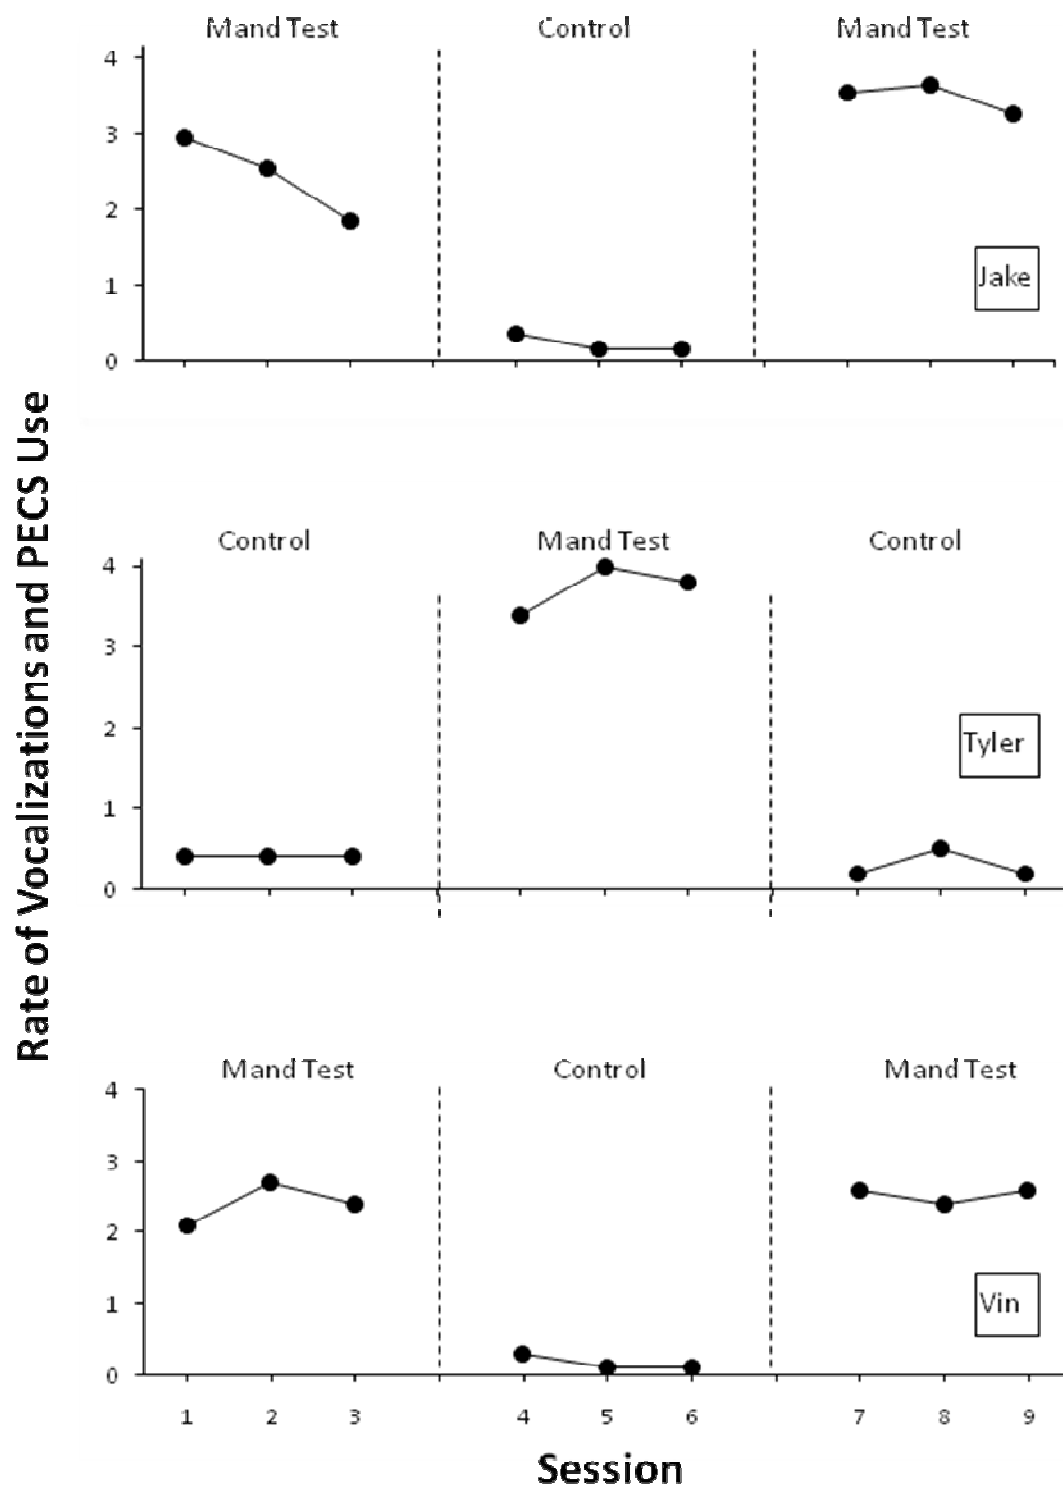 Mand Test Control Mand Test
4
3
2
1
0
Jake
Rate of Vocalizations and PECS Use
Control Mand Test Control
4
3
2
1
0
Tyler
Mand Test Control Mand Test
4
3
2
1
0
Vin
1 2 3 4 5 6 7 8 9
Session